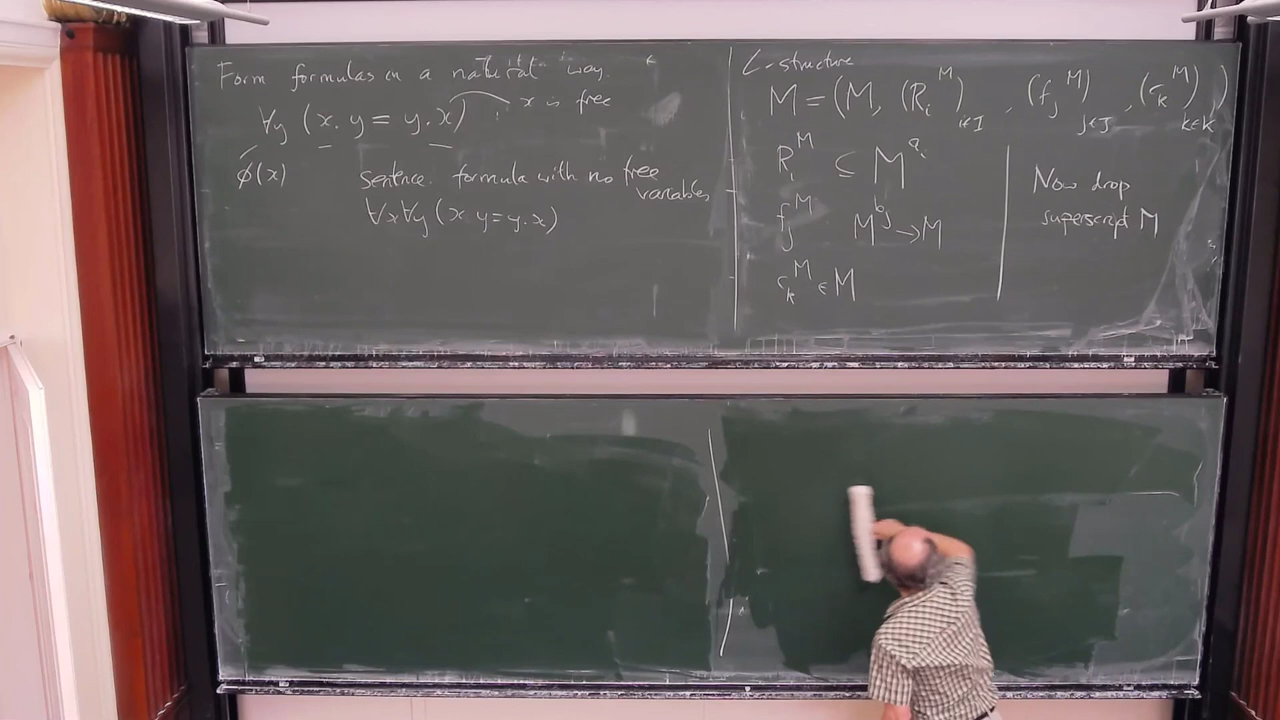 Form formulas in a natural way.
∀y (x.y = y.x) x is free
φ(x) sentence: formula with no free variables
∀x∀y (x.y = y.x)
L-structure
M = (M, (R_i^M)_{i∈I}, (f_j^M)_{j∈J}, (c_k^M)_{k∈K})
R_i^M ⊆ M^{a_i}
f_j^M M^{b_j} → M
c_k^M ∈ M
Now drop
superscript M